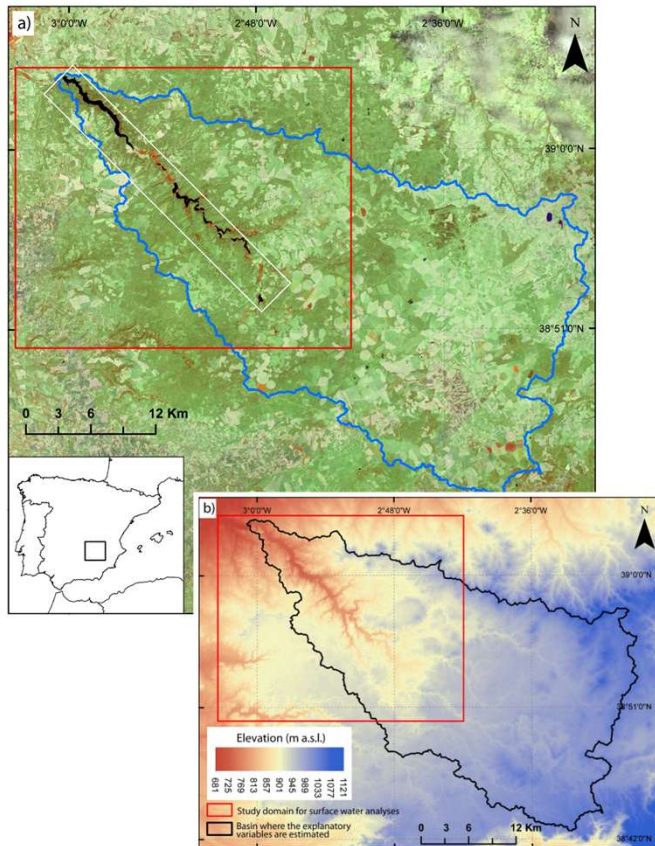 a)
3°0'0"W 2°48'0"W 2°36'0"W
N
39°0'0"N
38°51'0"N
0 3 6 12 Km
b)
3°0'0"W 2°48'0"W 2°36'0"W
N
39°0'0"N
38°51'0"N
Elevation (m a.s.l.)
681 725 769 813 857 901 945 989 1033 1077 1121
Study domain for surface water analyses
Basin where the explanatory
variables are estimated
0 3 6 12 Km
38°42'0"N